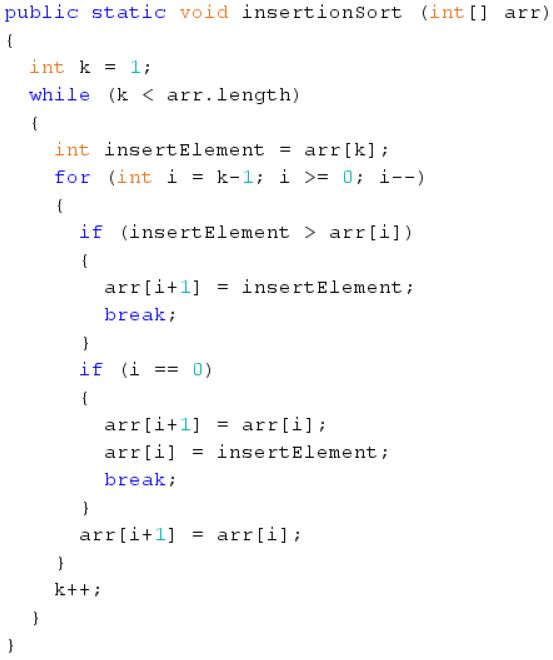 public static void insertionSort (int[] arr)
{
  int k = 1;
  while (k < arr.length)
  {
    int insertElement = arr[k];
    for (int i = k-1; i >= 0; i--)
    {
      if (insertElement > arr[i])
      {
        arr[i+1] = insertElement;
        break;
      }
      if (i == 0)
      {
        arr[i+1] = arr[i];
        arr[i] = insertElement;
        break;
      }
      arr[i+1] = arr[i];
    }
    k++;
  }
}